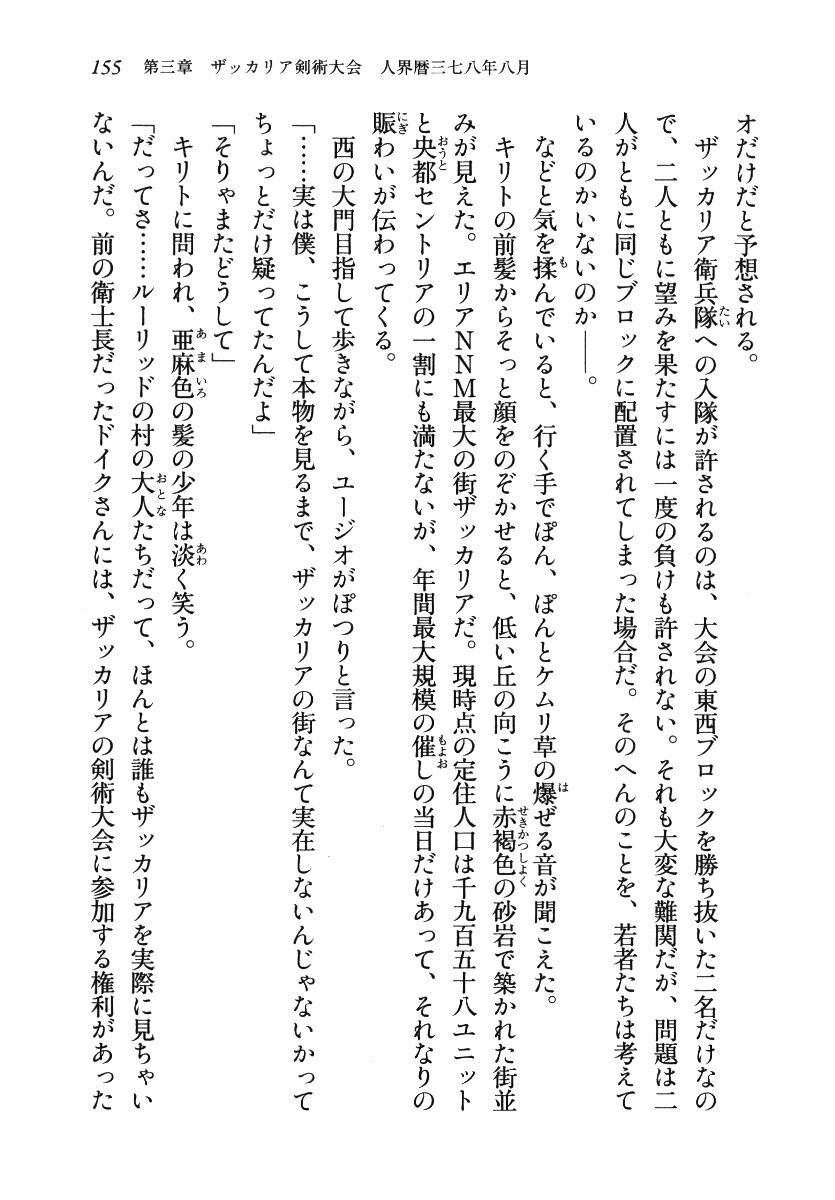 155 第三章 ザッカリア剣術大会 人界暦三七八年八月
オだけだと予想される。
ザッカリア衛兵隊への入隊が許されるのは、大会の東西ブロックを勝ち抜いた二名だけなの
で、二人ともに望みを果たすには一度の負けも許されない。それも大変な難関だが、問題は二
人がともに同じブロックに配置されてしまった場合だ。そのへんのことを、若者たちは考えて
いるのかいないのか――。
などと気を揉んでいると、行く手でぽん、ぽんとケムリ草の爆ぜる音が聞こえた。
キリトの前髪からそっと顔をのぞかせると、低い丘の向こうに赤褐色の砂岩で築かれた街並
みが見えた。エリアＮＮＭ最大の街ザッカリアだ。現時点の定住人口は千九百五十八ユニット
と央都セントリアの一割にも満たないが、年間最大規模の催しの当日だけあって、それなりの
賑わいが伝わってくる。
西の大門目指して歩きながら、ユージオがぽつりと言った。
「……実は僕、こうして本物を見るまで、ザッカリアの街なんて実在しないんじゃないかって
ちょっとだけ疑ってたんだよ」
「そりゃまたどうして」
キリトに問われ、亜麻色の髪の少年は淡く笑う。
「だってさ……ルーリッドの村の大人たちだって、ほんとは誰もザッカリアを実際に見ちゃい
ないんだ。前の衛士長だったドイクさんには、ザッカリアの剣術大会に参加する権利があった